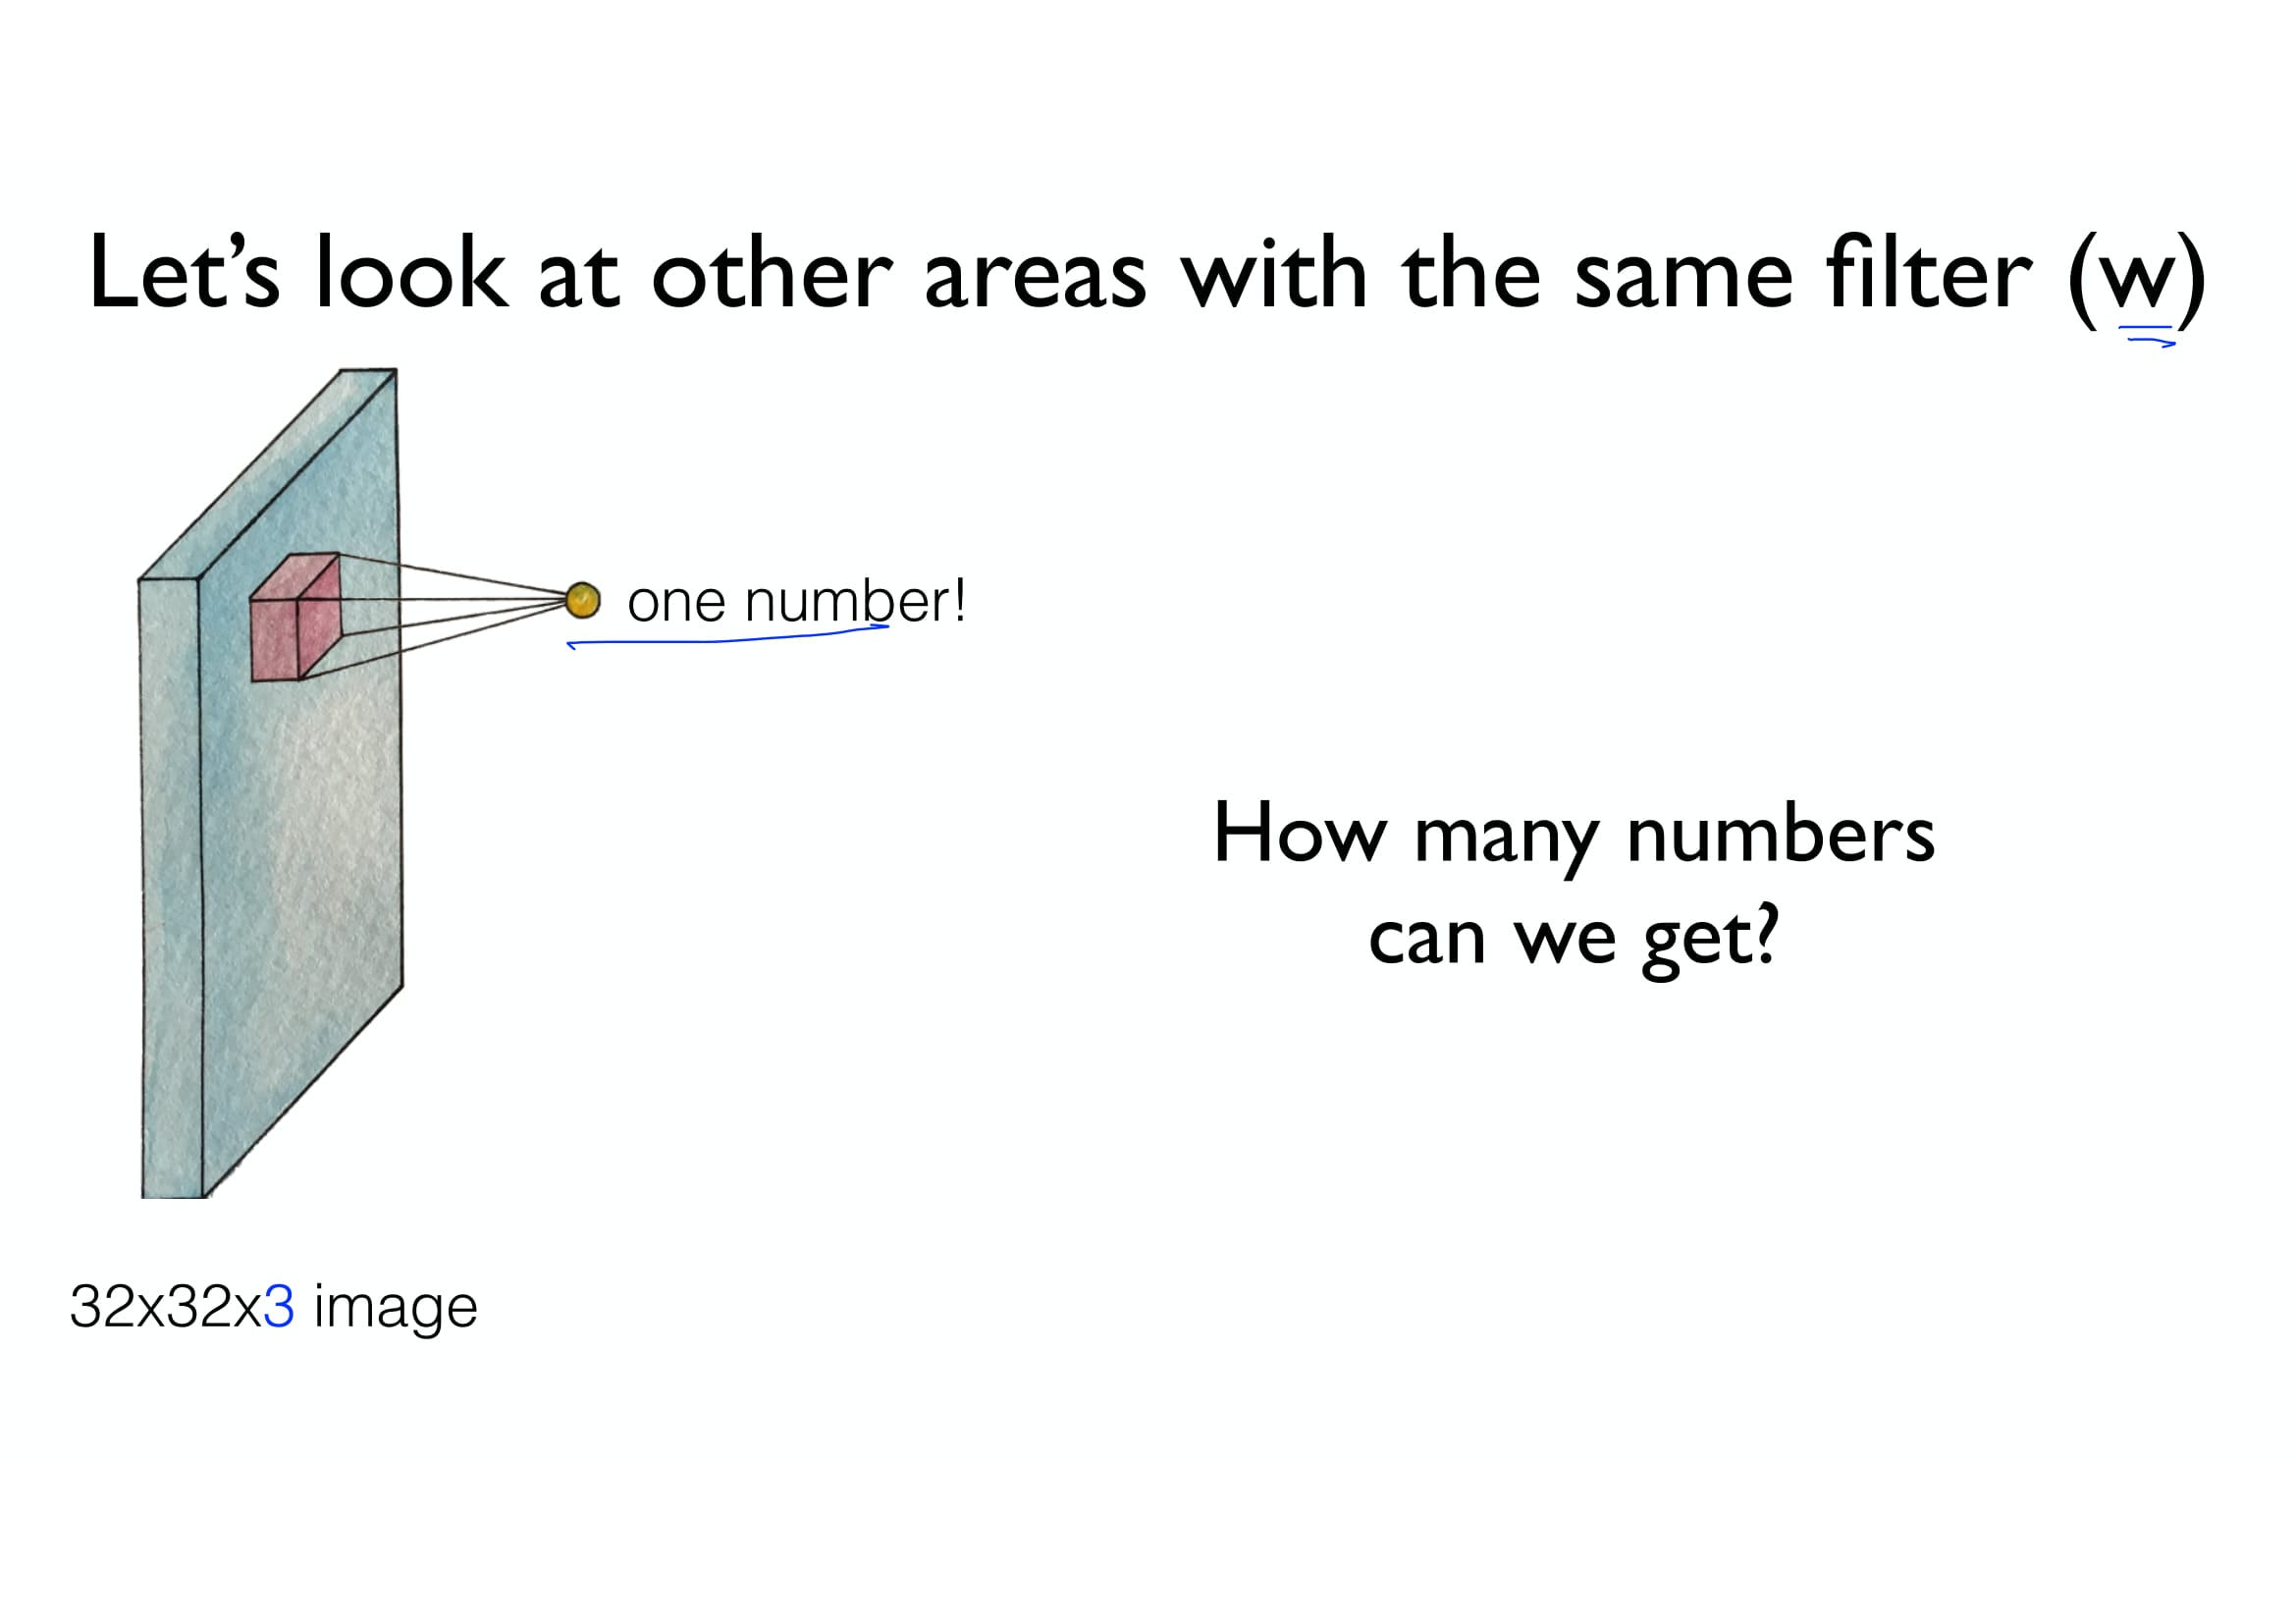 Let’s look at other areas with the same filter (w)
one number!
How many numbers
can we get?
32x32x3 image